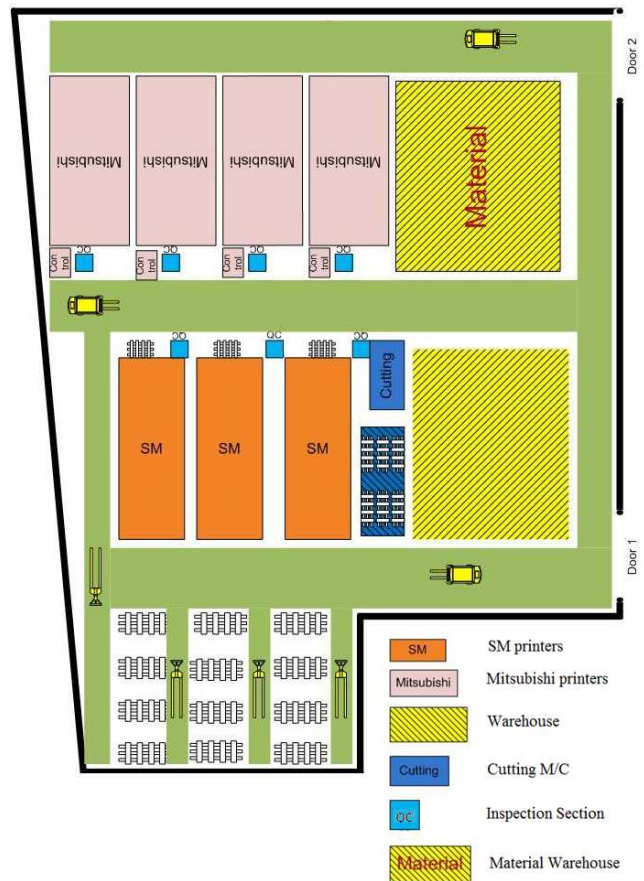 Door 2
Mitsubishi
Mitsubishi
Mitsubishi
Mitsubishi
Material
QC
QC
QC
QC
Con
trol
Con
trol
Con
trol
Con
trol
QC
QC
QC
Cutting
SM
SM
SM
Door 1
SM
SM printers
Mitsubishi
Mitsubishi printers
Warehouse
Cutting
Cutting M/C
QC
Inspection Section
Material
Material Warehouse